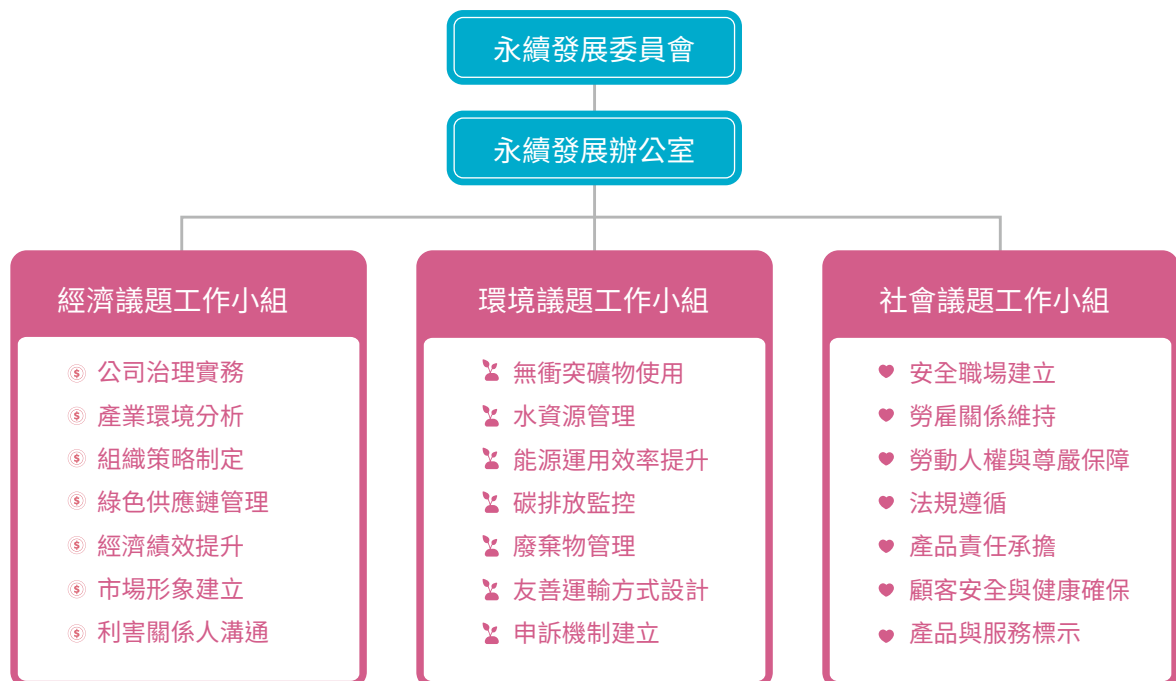 永續發展委員會
永續發展辦公室
經濟議題工作小組
公司治理實務
產業環境分析
組織策略制定
綠色供應鏈管理
經濟績效提升
市場形象建立
利害關係人溝通
環境議題工作小組
無衝突礦物使用
水資源管理
能源運用效率提升
碳排放監控
廢棄物管理
友善運輸方式設計
申訴機制建立
社會議題工作小組
安全職場建立
勞雇關係維持
勞動人權與尊嚴保障
法規遵循
產品責任承擔
顧客安全與健康確保
產品與服務標示